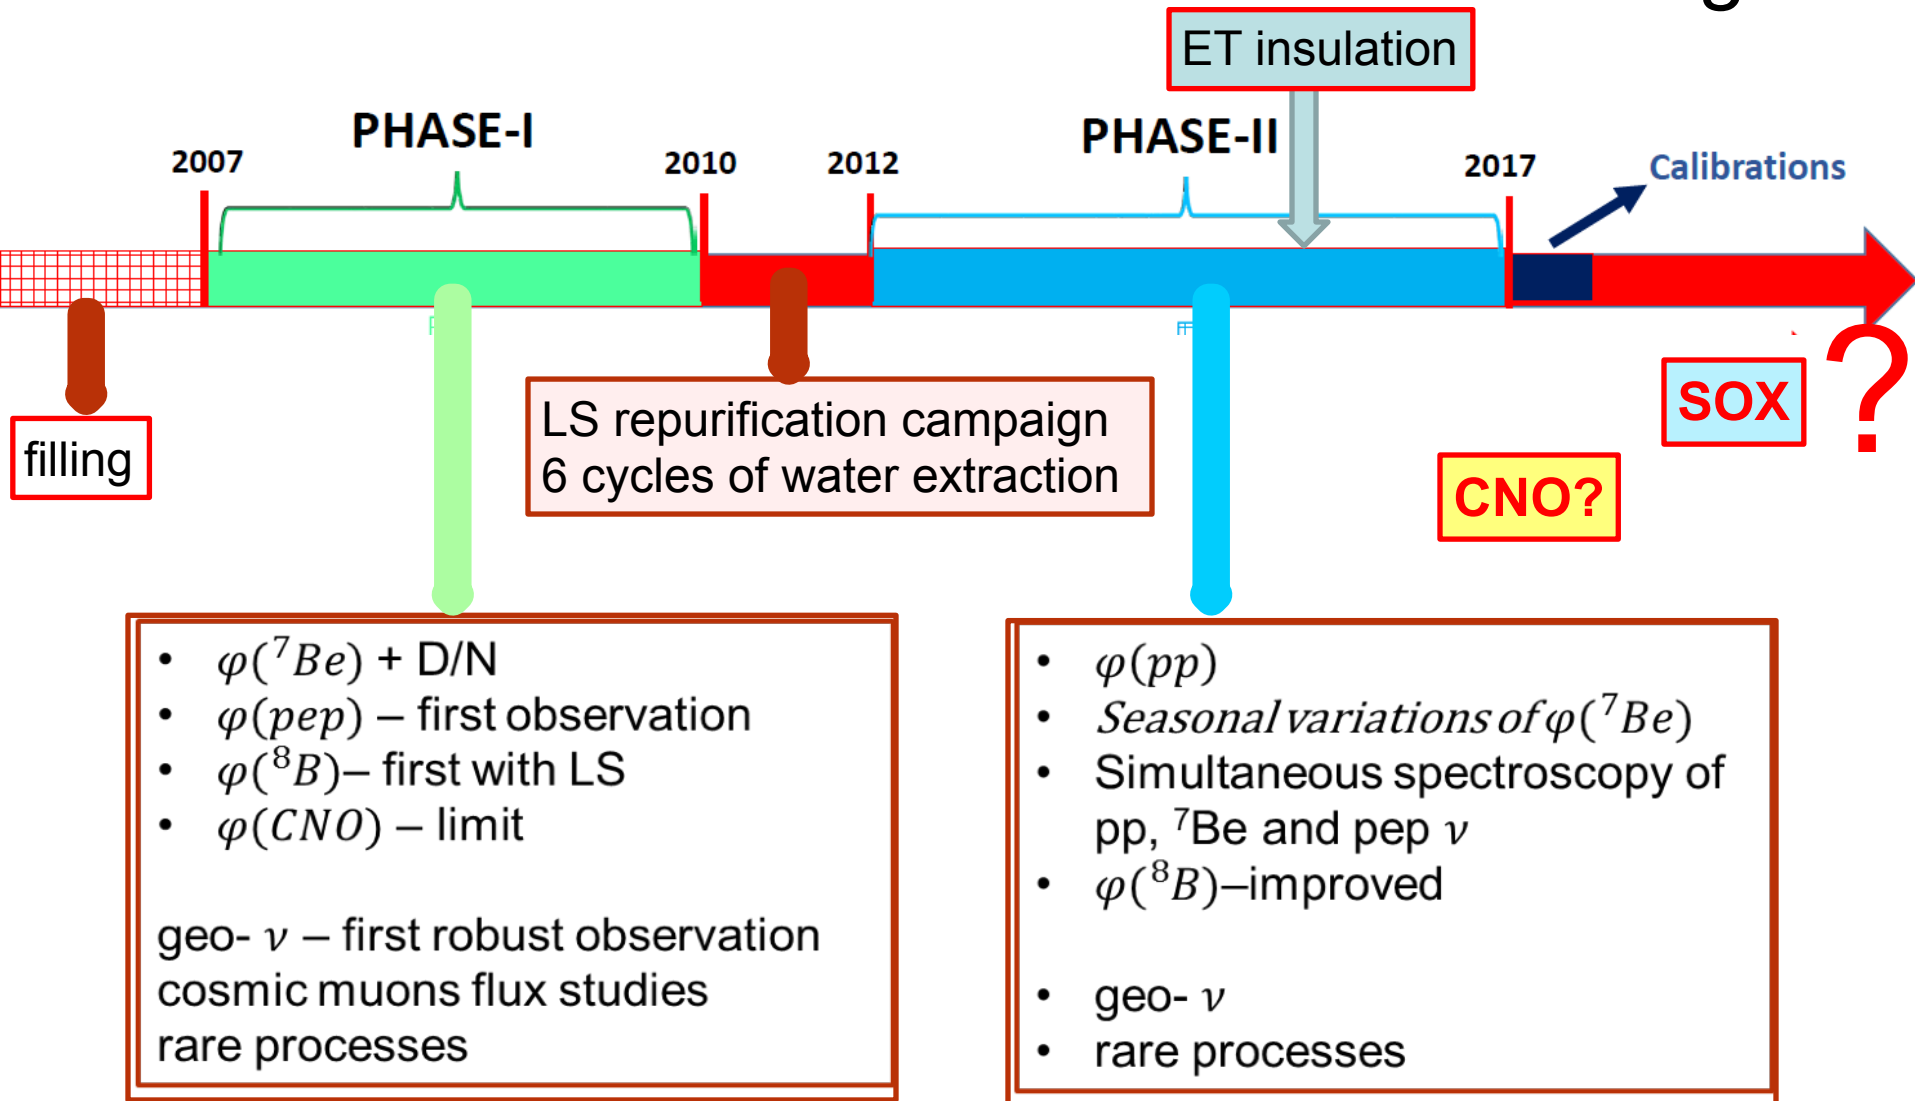 ET insulation
PHASE-I
PHASE-II
2007
2010
2012
2017
Calibrations
filling
LS repurification campaign
6 cycles of water extraction
SOX
?
CNO?
• φ(⁷Be) + D/N
• φ(pep) – first observation
• φ(⁸B)– first with LS
• φ(CNO) – limit
geo- ν – first robust observation
cosmic muons flux studies
rare processes
• φ(pp)
• Seasonal variations of φ(⁷Be)
• Simultaneous spectroscopy of
pp, ⁷Be and pep ν
• φ(⁸B)–improved
• geo- ν
• rare processes